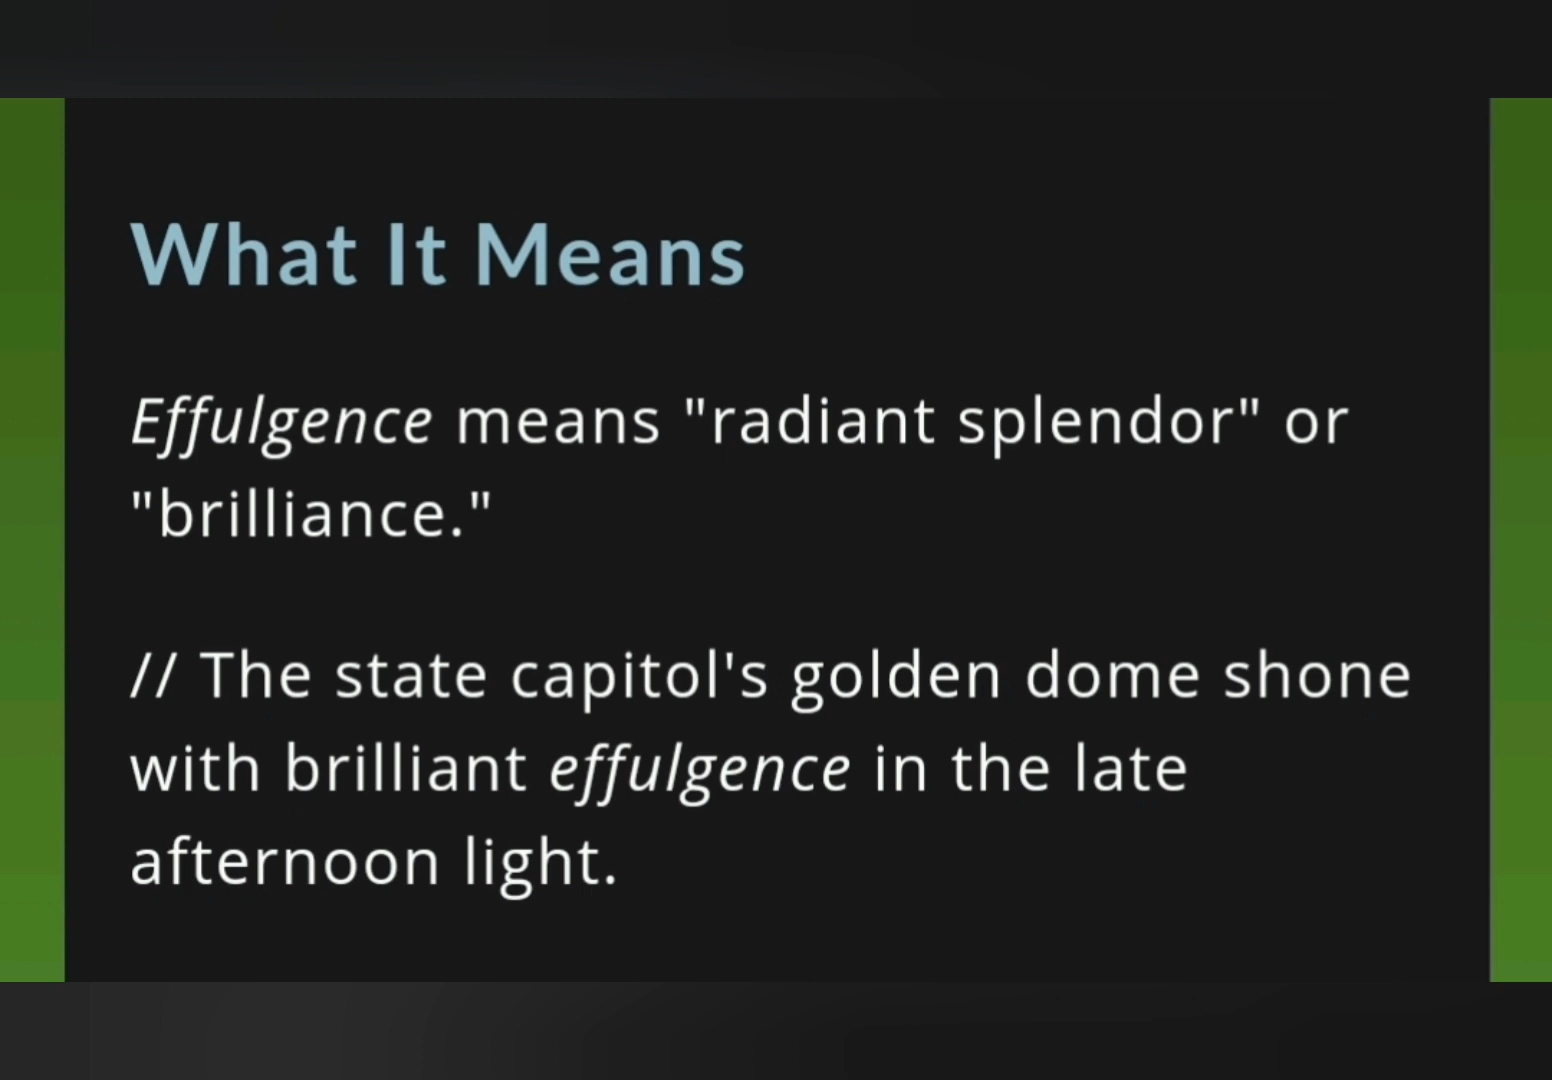 What It Means
Effulgence means "radiant splendor" or
"brilliance."
// The state capitol's golden dome shone
with brilliant effulgence in the late
afternoon light.